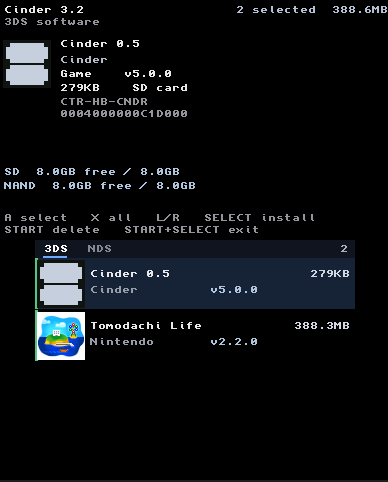 Cinder 3.2 2 selected 388.6MB
3DS software
Cinder 0.5
Cinder
Game v5.0.0
279KB SD card
CTR-HB-CNDR
0004000000C1D000
SD 8.0GB free / 8.0GB
NAND 8.0GB free / 8.0GB
A select X all L/R SELECT install
START delete START+SELECT exit
3DS NDS 2
Cinder 0.5 279KB
Cinder v5.0.0
Tomodachi Life 388.3MB
Nintendo v2.2.0